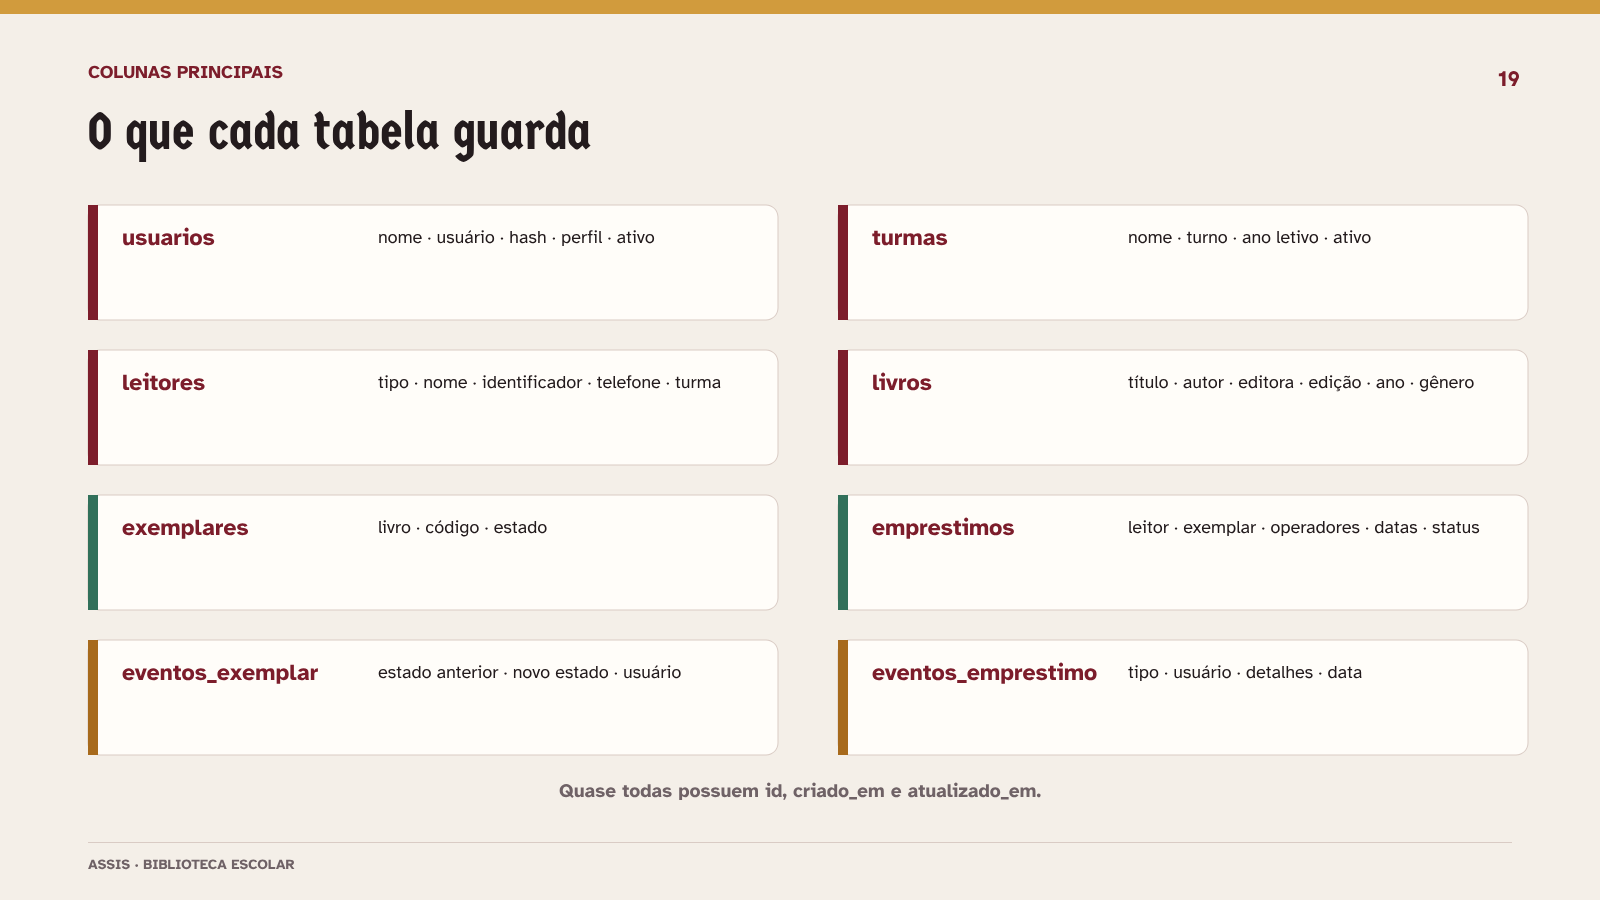 COLUNAS PRINCIPAIS
19
O que cada tabela guarda
usuarios nome · usuário · hash · perfil · ativo
turmas nome · turno · ano letivo · ativo
leitores tipo · nome · identificador · telefone · turma
livros título · autor · editora · edição · ano · gênero
exemplares livro · código · estado
emprestimos leitor · exemplar · operadores · datas · status
eventos_exemplar estado anterior · novo estado · usuário
eventos_emprestimo tipo · usuário · detalhes · data
Quase todas possuem id, criado_em e atualizado_em.
ASSIS · BIBLIOTECA ESCOLAR